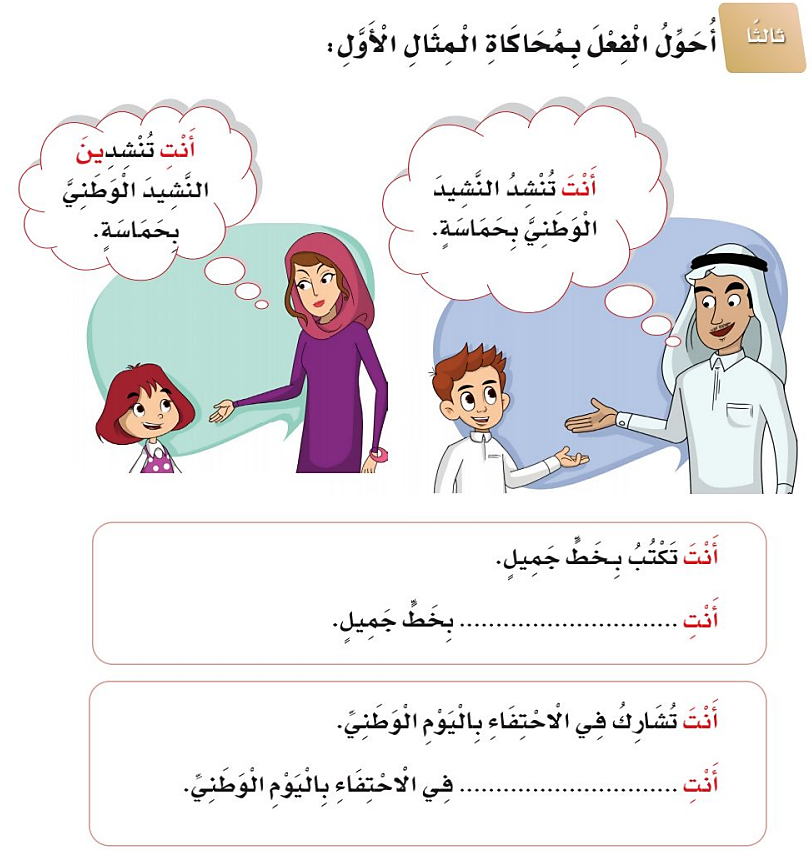 ثالثًا
أُحَوِّلُ الْفِعْلَ بِمُحَاكَاةِ الْمِثَالِ الْأَوَّلِ:
أَنْتَ تُنْشِدُ النَّشِيدَ
الْوَطَنِيَّ بِحَمَاسَةٍ.
أَنْتِ تُنْشِدِينَ
النَّشِيدَ الْوَطَنِيَّ
بِحَمَاسَةٍ.
أَنْتَ تَكْتُبُ بِخَطٍّ جَمِيلٍ.
أَنْتِ .............................. بِخَطٍّ جَمِيلٍ.
أَنْتَ تُشَارِكُ فِي الْاحْتِفَاءِ بِالْيَوْمِ الْوَطَنِيِّ.
أَنْتِ .............................. فِي الْاحْتِفَاءِ بِالْيَوْمِ الْوَطَنِيِّ.